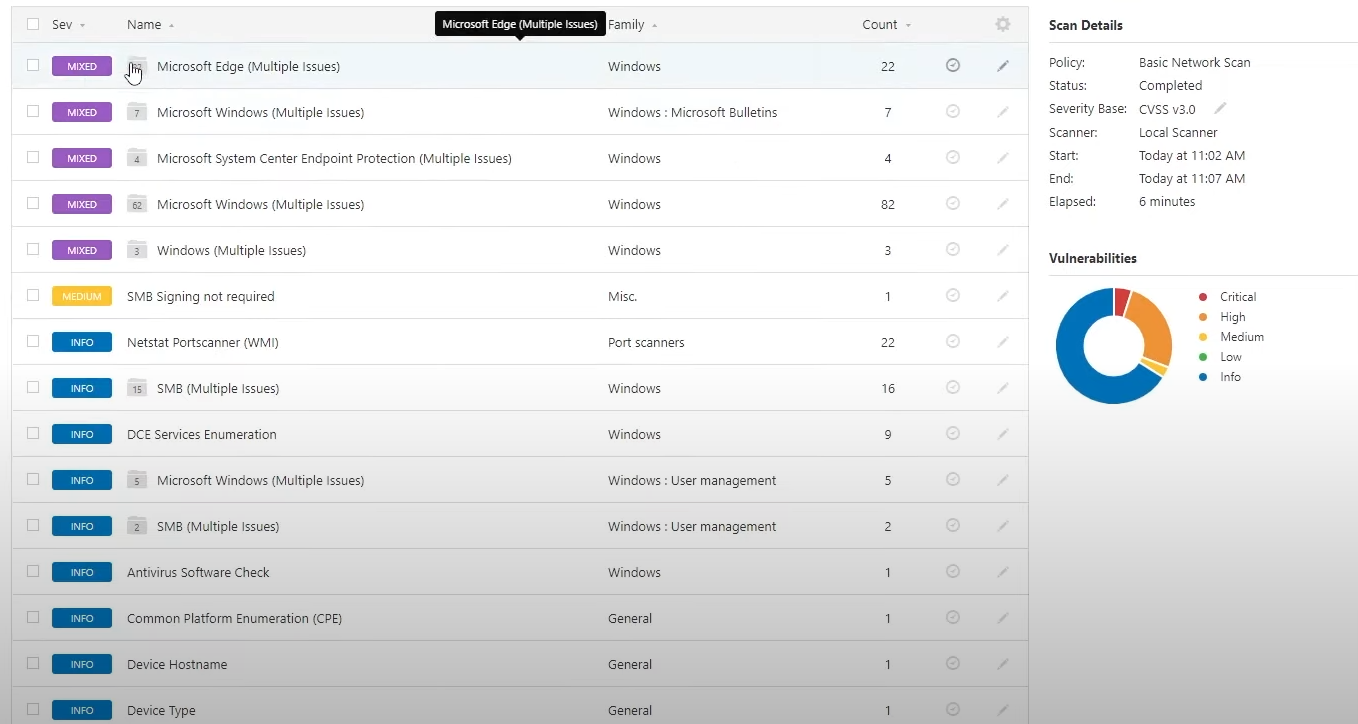 Sev Name Microsoft Edge (Multiple Issues) Family Count
MIXED Microsoft Edge (Multiple Issues) Windows 22
MIXED 7 Microsoft Windows (Multiple Issues) Windows : Microsoft Bulletins 7
MIXED 4 Microsoft System Center Endpoint Protection (Multiple Issues) Windows 4
MIXED 62 Microsoft Windows (Multiple Issues) Windows 82
MIXED 3 Windows (Multiple Issues) Windows 3
MEDIUM SMB Signing not required Misc. 1
INFO Netstat Portscanner (WMI) Port scanners 22
INFO 15 SMB (Multiple Issues) Windows 16
INFO DCE Services Enumeration Windows 9
INFO 5 Microsoft Windows (Multiple Issues) Windows : User management 5
INFO 2 SMB (Multiple Issues) Windows : User management 2
INFO Antivirus Software Check Windows 1
INFO Common Platform Enumeration (CPE) General 1
INFO Device Hostname General 1
INFO Device Type General 1
Scan Details
Policy: Basic Network Scan
Status: Completed
Severity Base: CVSS v3.0
Scanner: Local Scanner
Start: Today at 11:02 AM
End: Today at 11:07 AM
Elapsed: 6 minutes
Vulnerabilities
Critical
High
Medium
Low
Info